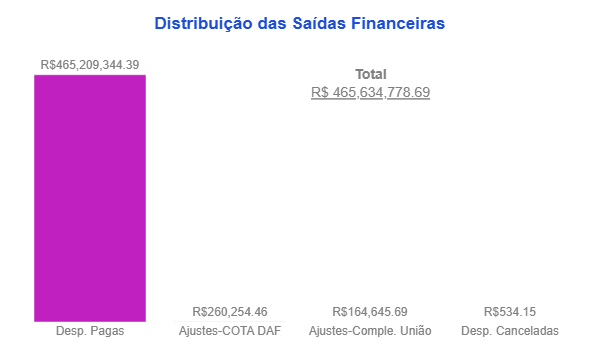 Distribuição das Saídas Financeiras
R$465,209,344.39
Total
R$ 465,634,778.69
R$260,254.46
R$164,645.69
R$534.15
Desp. Pagas
Ajustes-COTA DAF
Ajustes-Comple. União
Desp. Canceladas